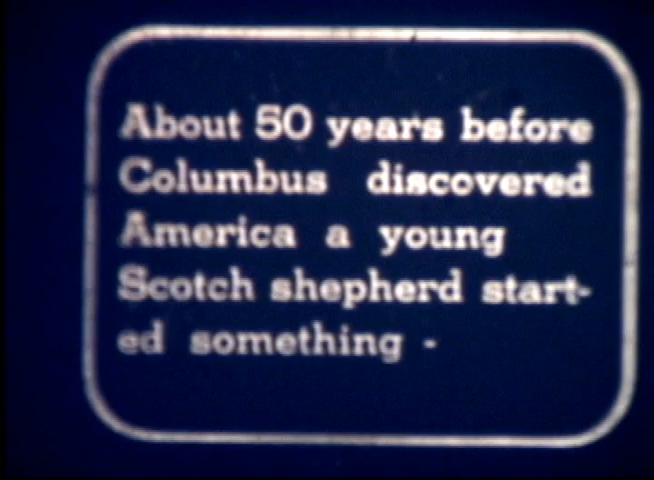 About 50 years before
Columbus discovered
America a young
Scotch shepherd start-
ed something -